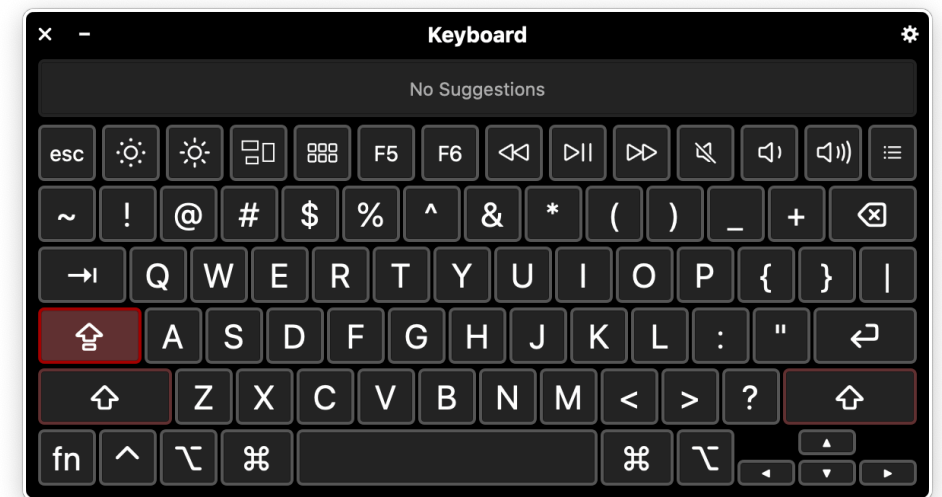 Keyboard
No Suggestions
esc F5 F6
~ ! @ # $ % ^ & * ( ) _ +
Q W E R T Y U I O P { } |
A S D F G H J K L : "
Z X C V B N M < > ?
fn ^ ⌥ ⌘ ⌘ ⌥